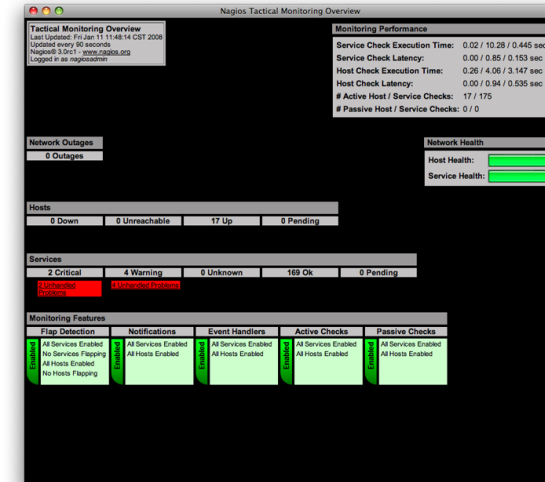 Nagios Tactical Monitoring Overview
Tactical Monitoring Overview
Last Updated: Fri Jan 11 11:48:14 CST 2008
Updated every 90 seconds
Nagios® 3.0rc1 - www.nagios.org
Logged in as nagiosadmin
Monitoring Performance
Service Check Execution Time: 0.02 / 10.28 / 0.445 sec
Service Check Latency: 0.00 / 0.85 / 0.153 sec
Host Check Execution Time: 0.26 / 4.06 / 3.147 sec
Host Check Latency: 0.00 / 0.94 / 0.535 sec
# Active Host / Service Checks: 17 / 175
# Passive Host / Service Checks: 0 / 0
Network Outages
0 Outages
Network Health
Host Health:
Service Health:
Hosts
0 Down 0 Unreachable 17 Up 0 Pending
Services
2 Critical 4 Warning 0 Unknown 169 Ok 0 Pending
2 Unhandled Problems
4 Unhandled Problems
Monitoring Features
Flap Detection Notifications Event Handlers Active Checks Passive Checks
Enabled
All Services Enabled
No Services Flapping
All Hosts Enabled
No Hosts Flapping
Enabled
All Services Enabled
All Hosts Enabled
Enabled
All Services Enabled
All Hosts Enabled
Enabled
All Services Enabled
All Hosts Enabled
Enabled
All Services Enabled
All Hosts Enabled